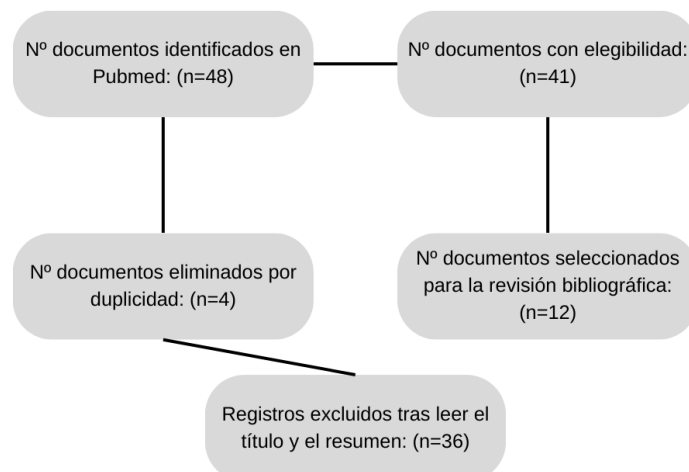 Nº documentos identificados en
Pubmed: (n=48)
Nº documentos con elegibilidad:
(n=41)
Nº documentos eliminados por
duplicidad: (n=4)
Nº documentos seleccionados
para la revisión bibliográfica:
(n=12)
Registros excluidos tras leer el
título y el resumen: (n=36)